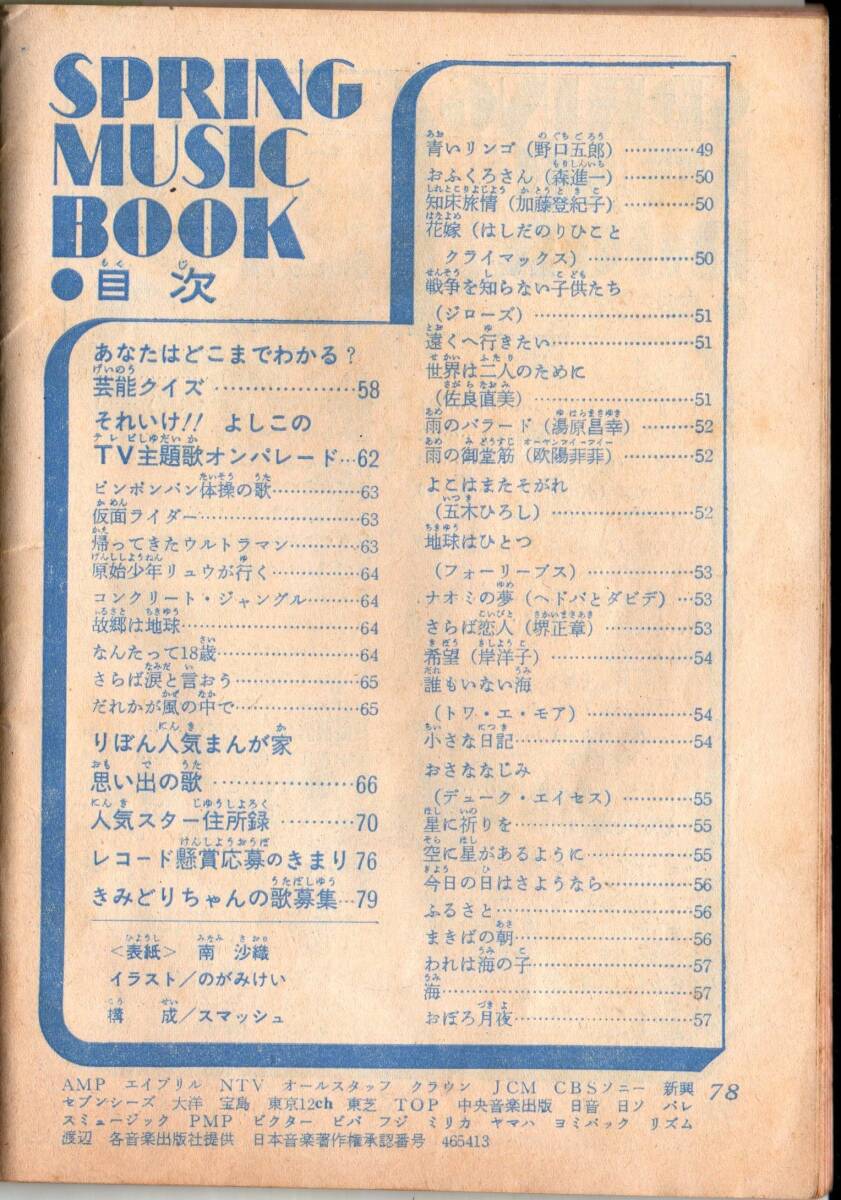 SPRING
MUSIC
BOOK
●目次
あなたはどこまでわかる?
芸能クイズ ………………58
それいけ!! よしこの
TV主題歌オンパレード…62
ピンポンパン体操の歌……………63
仮面ライダー………………………63
帰ってきたウルトラマン…………63
原始少年リュウが行く……………64
コンクリート・ジャングル………64
故郷は地球…………………………64
なんたって18歳……………………64
さらば涙と言おう…………………65
だれかが風の中で…………………65
りぼん人気まんが家
思い出の歌 ………………66
人気スター住所録 ………70
レコード懸賞応募のきまり 76
きみどりちゃんの歌募集…79
<表紙> 南 沙織
イラスト/のがみけい
構 成/スマッシュ
青いリンゴ(野口五郎)…………49
おふくろさん(森進一)…………50
知床旅情(加藤登紀子)…………50
花嫁(はしだのりひこと
クライマックス)…………50
戦争を知らない子供たち
(ジローズ)…………………51
遠くへ行きたい……………………51
世界は二人のために
(佐良直美)…………………51
雨のバラード(湯原昌幸)………52
雨の御堂筋(欧陽菲菲)…………52
よこはまたそがれ
(五木ひろし)………………52
地球はひとつ
(フォーリーブス)…………53
ナオミの夢(ヘドバとダビデ)…53
さらば恋人(堺正章)……………53
希望(岸洋子)……………………54
誰もいない海
(トワ・エ・モア)…………54
小さな日記…………………………54
おさななじみ
(デューク・エイセス)……55
星に祈りを…………………………55
空に星があるように………………55
今日の日はさようなら……………56
ふるさと……………………………56
まきばの朝…………………………56
われは海の子………………………57
海……………………………………57
おぼろ月夜…………………………57
AMP エイプリル NTV オールスタッフ クラウン JCM CBSソニー 新興
セブンシーズ 大洋 宝島 東京12ch 東芝 TOP 中央音楽出版 日音 日ソ パレ
スミュージック PMP ビクター ビバ フジ ミリカ ヤマハ ヨミパック リズム
渡辺 各音楽出版社提供 日本音楽著作権承認番号 465413
78